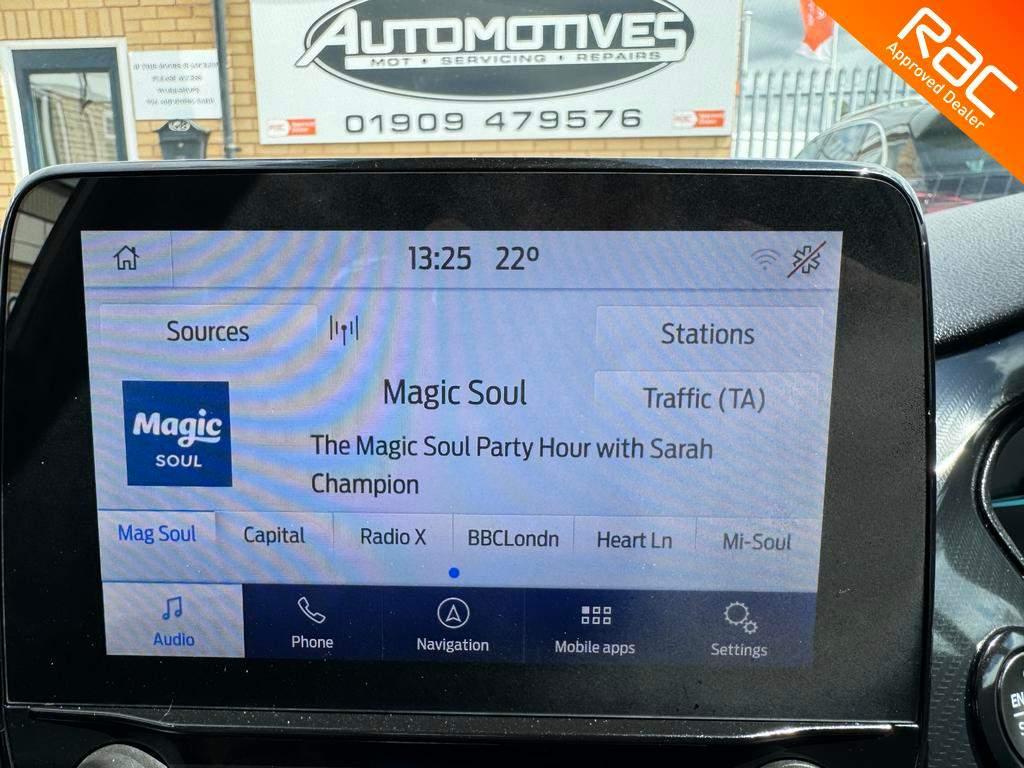 AUTOMOTIVES
MOT • SERVICING • REPAIRS
01909 479576
RAC
Approved Dealer
13:25 22º
Sources
Stations
Magic Soul
Traffic (TA)
Magic
SOUL
The Magic Soul Party Hour with Sarah
Champion
Mag Soul Capital Radio X BBCLondn Heart Ln Mi-Soul
Audio Phone Navigation Mobile apps Settings